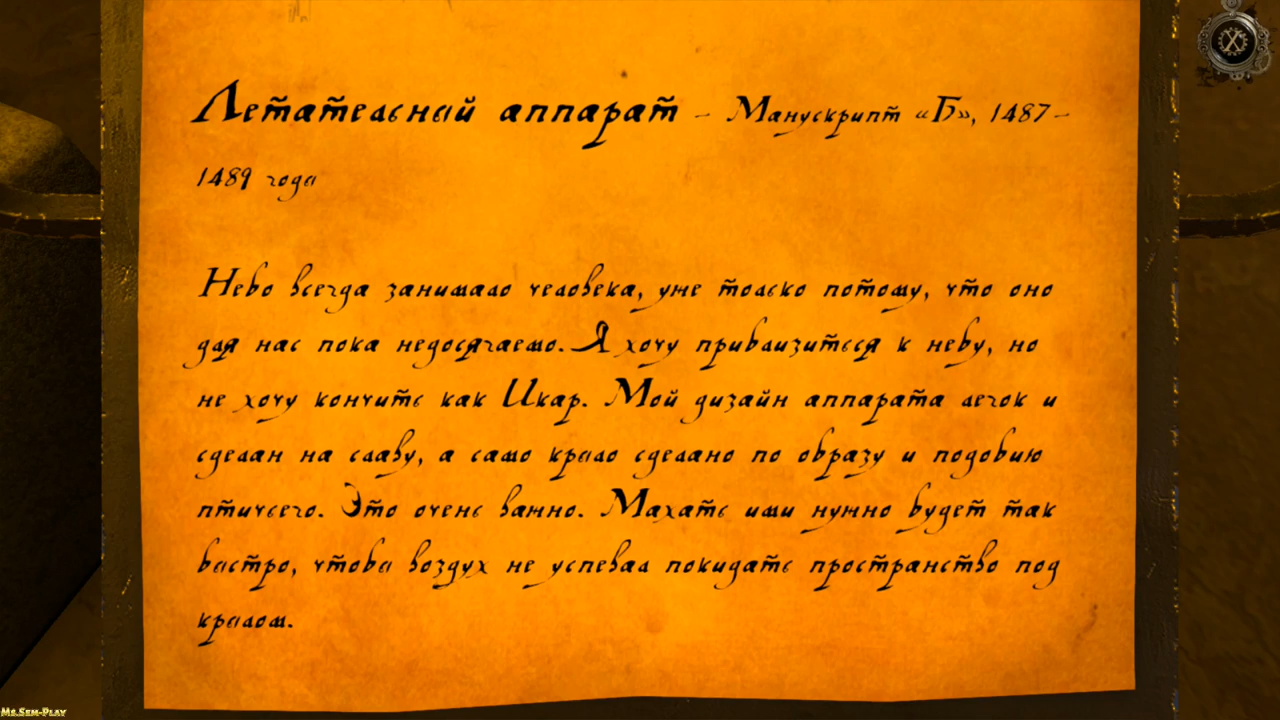 Летательный аппарат – Манускрипт «Б», 1487–
1489 года
Небо всегда занимало человека, уже только потому, что оно
для нас пока недосягаемо. Я хочу приблизиться к небу, но
не хочу кончить как Икар. Мой дизайн аппарата легок и
сделан на славу, а само крыло сделано по образу и подобию
птичьего. Это очень важно. Махать ими нужно будет так
быстро, чтобы воздух не успевал покидать пространство под
крылом.
Ms.Sem-Play